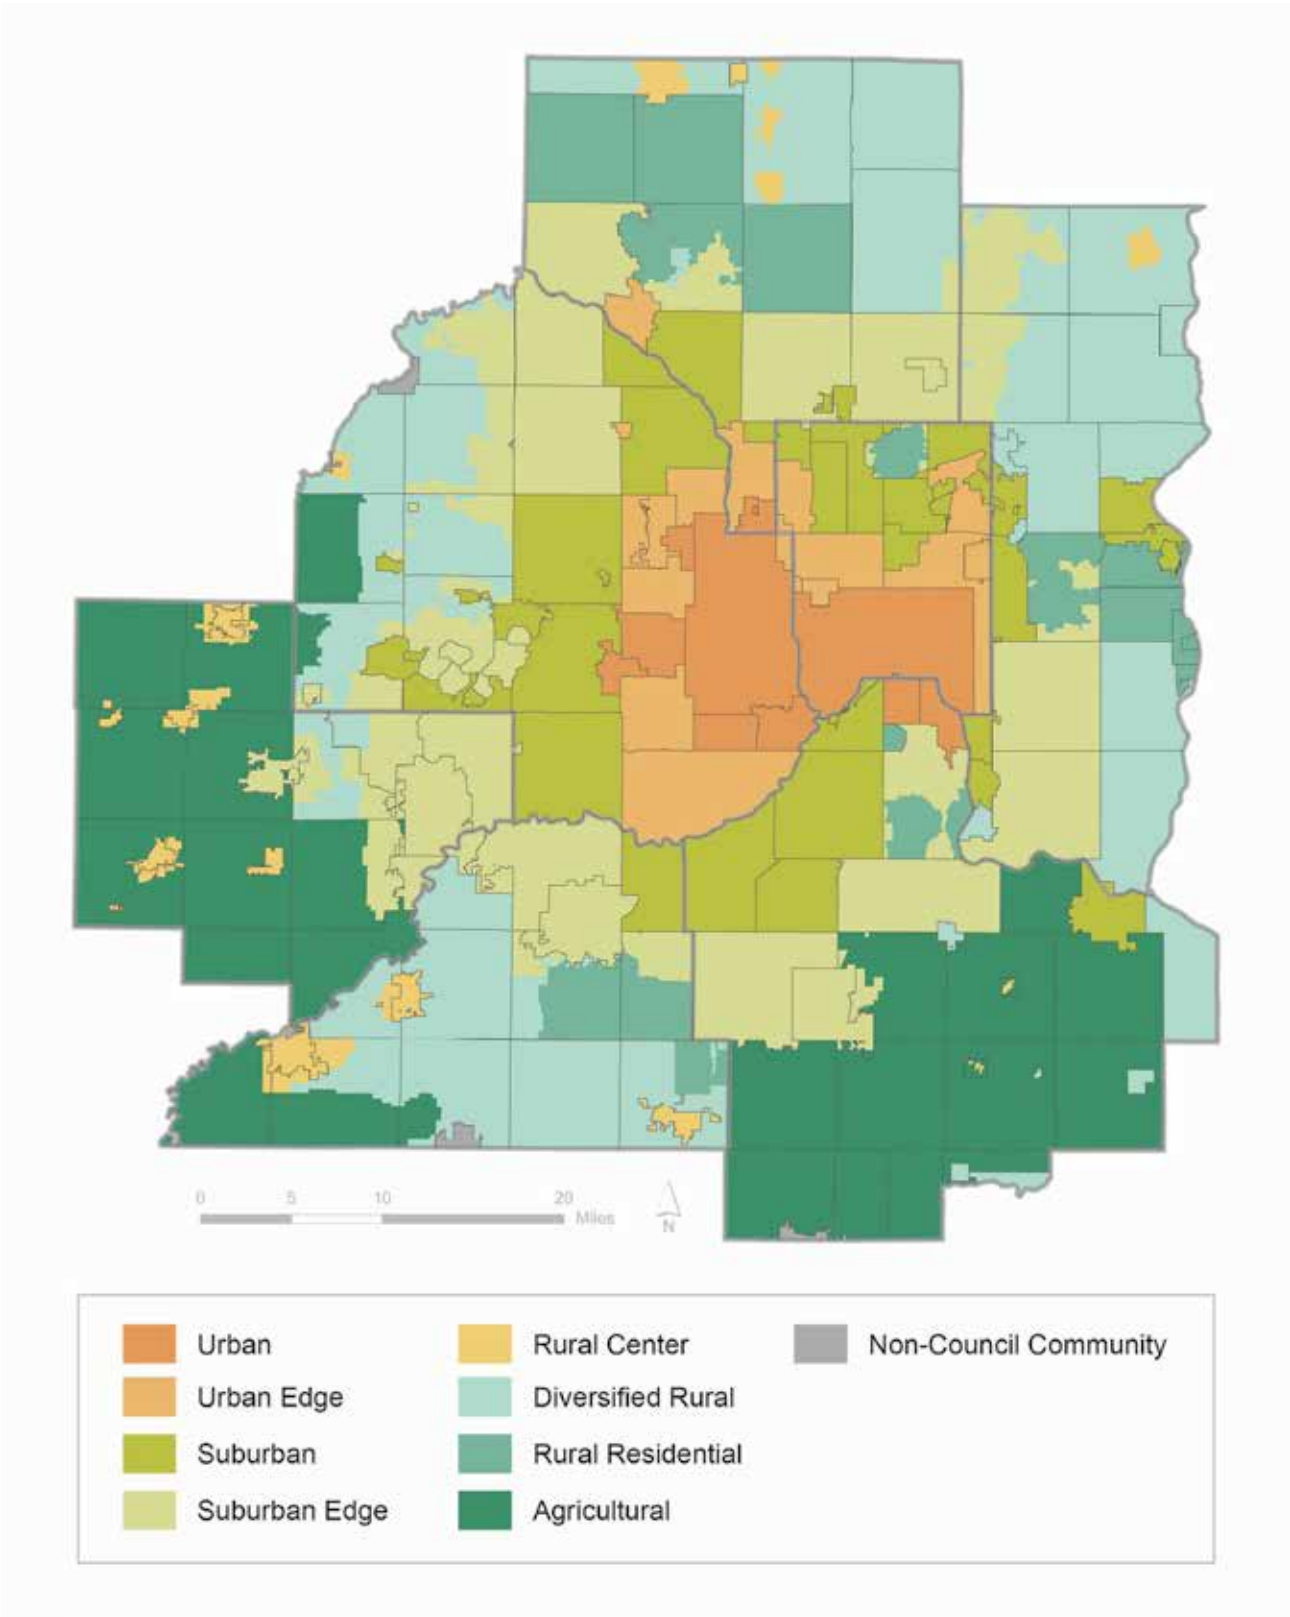 0 5 10 20
Miles
N
Urban
Urban Edge
Suburban
Suburban Edge
Rural Center
Diversified Rural
Rural Residential
Agricultural
Non-Council Community